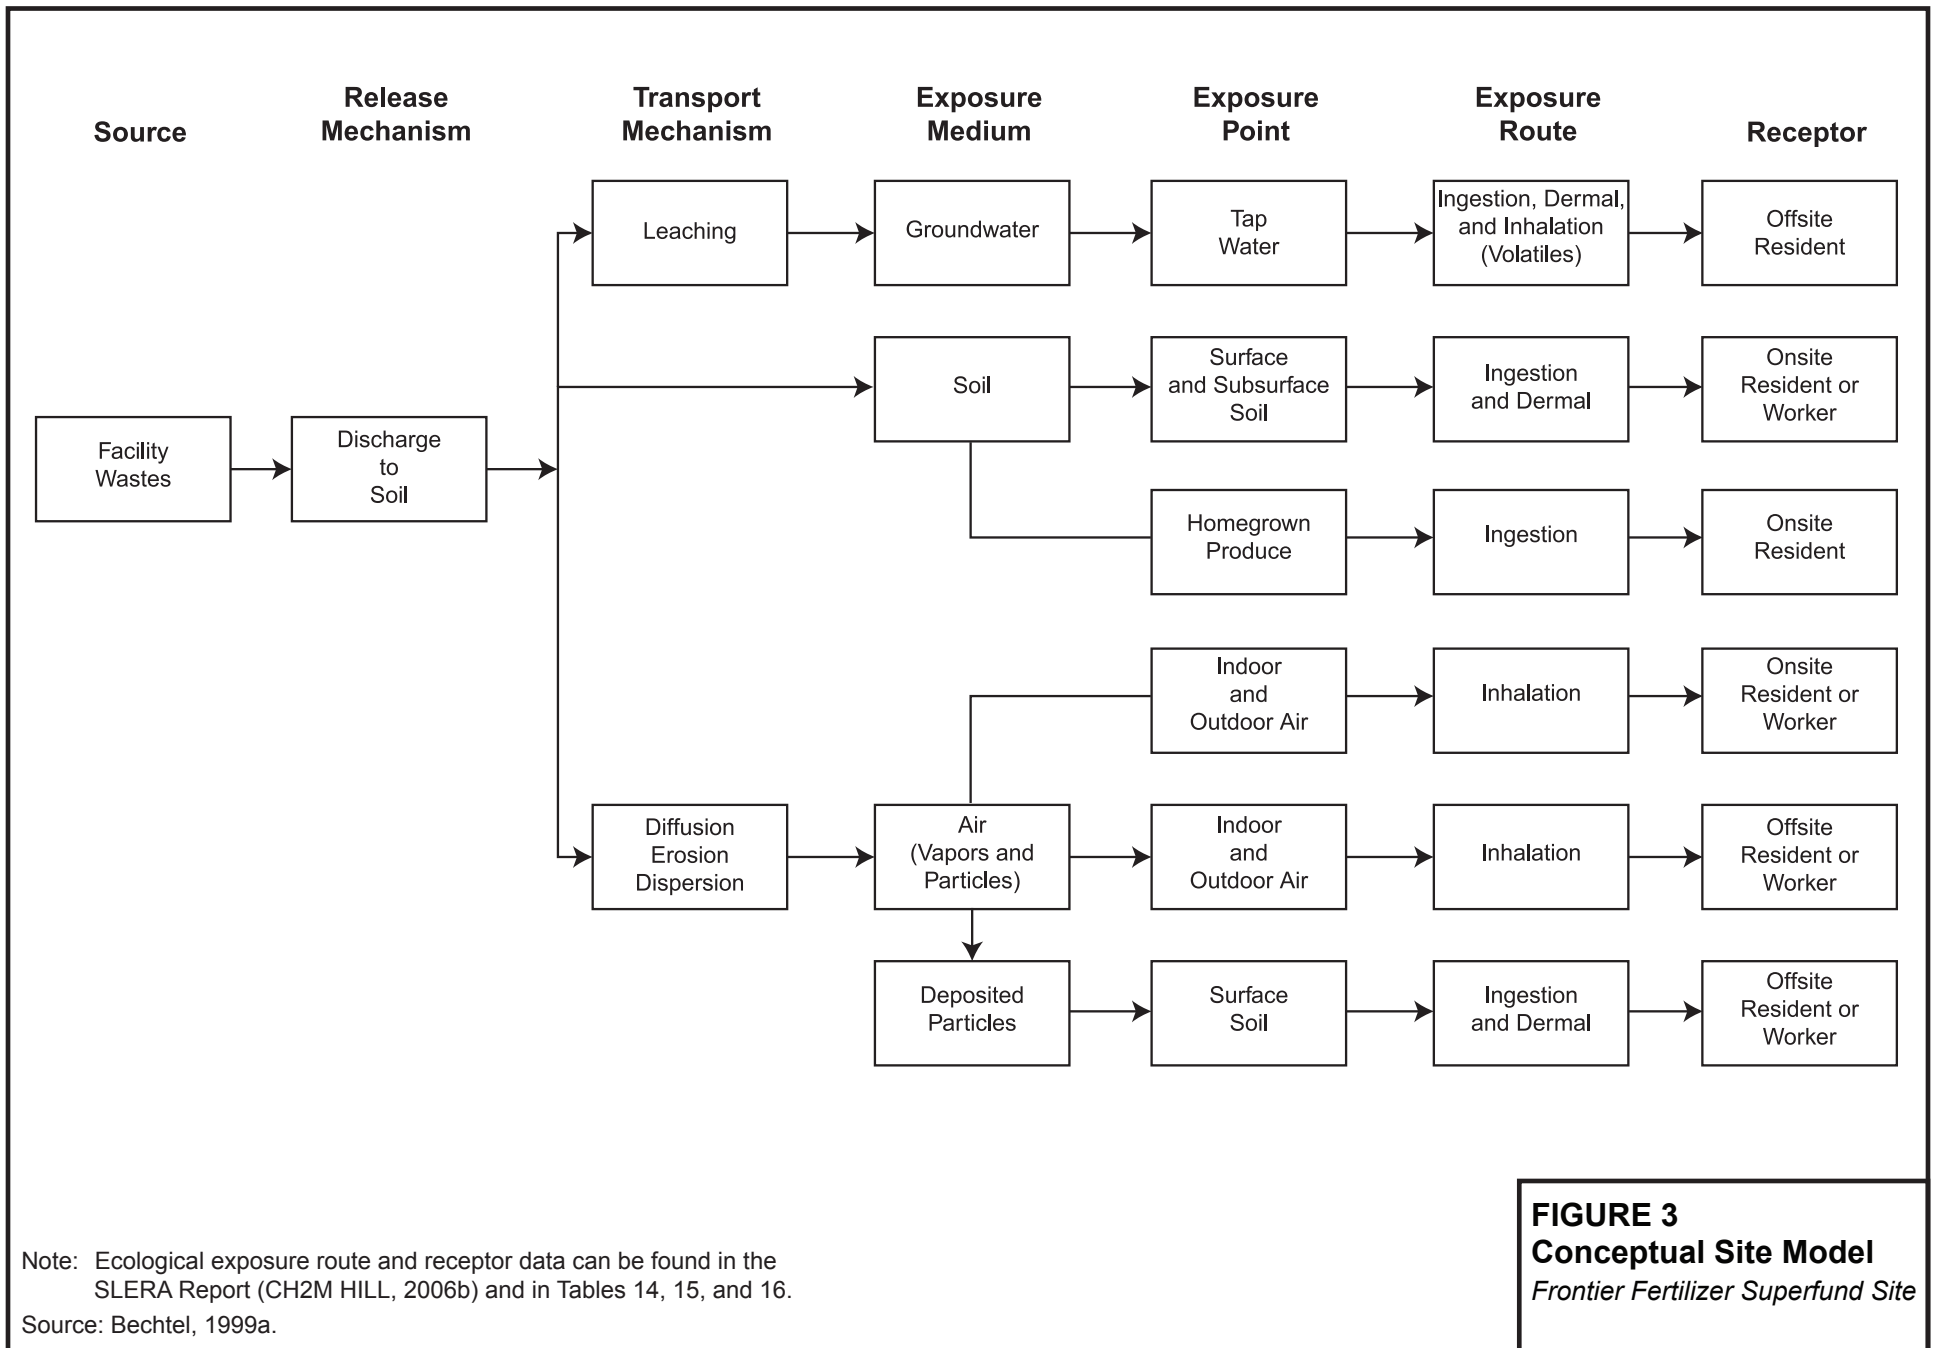 Source
Release
Mechanism
Transport
Mechanism
Exposure
Medium
Exposure
Point
Exposure
Route
Receptor
Facility
Wastes
Discharge
to
Soil
Leaching
Groundwater
Tap
Water
Ingestion, Dermal,
and Inhalation
(Volatiles)
Offsite
Resident
Soil
Surface
and Subsurface
Soil
Ingestion
and Dermal
Onsite
Resident or
Worker
Homegrown
Produce
Ingestion
Onsite
Resident
Indoor
and
Outdoor Air
Inhalation
Onsite
Resident or
Worker
Diffusion
Erosion
Dispersion
Air
(Vapors and
Particles)
Indoor
and
Outdoor Air
Inhalation
Offsite
Resident or
Worker
Deposited
Particles
Surface
Soil
Ingestion
and Dermal
Offsite
Resident or
Worker
Note: Ecological exposure route and receptor data can be found in the
SLERA Report (CH2M HILL, 2006b) and in Tables 14, 15, and 16.
Source: Bechtel, 1999a.
FIGURE 3
Conceptual Site Model
Frontier Fertilizer Superfund Site